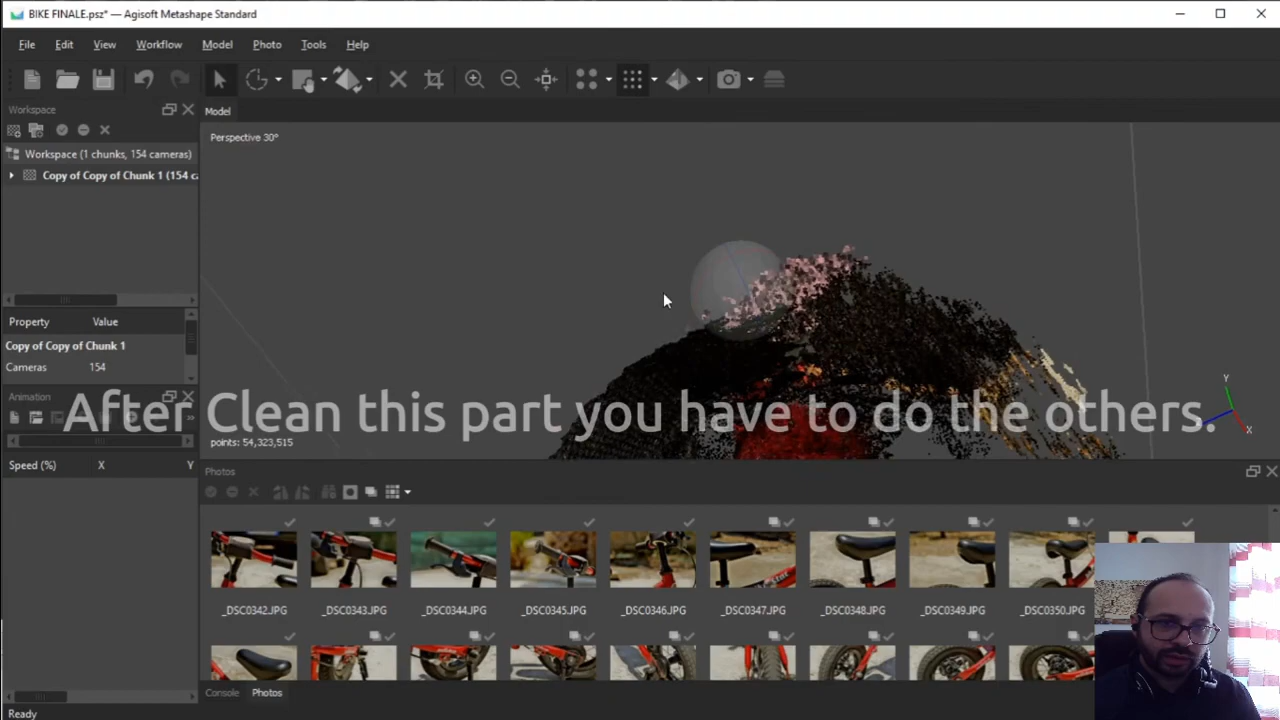 BIKE FINALE.psz* — Agisoft Metashape Standard
File Edit View Workflow Model Photo Tools Help
Workspace
Model
Perspective 30°
Workspace (1 chunks, 154 cameras)
Copy of Copy of Chunk 1 (154 c
Property Value
Copy of Copy of Chunk 1
Cameras 154
Animation
After Clean this part you have to do the others.
points: 54,323,515
Y
X
Speed (%) X Y
Photos
_DSC0342.JPG _DSC0343.JPG _DSC0344.JPG _DSC0345.JPG _DSC0346.JPG _DSC0347.JPG _DSC0348.JPG _DSC0349.JPG _DSC0350.JPG
Console Photos
Ready